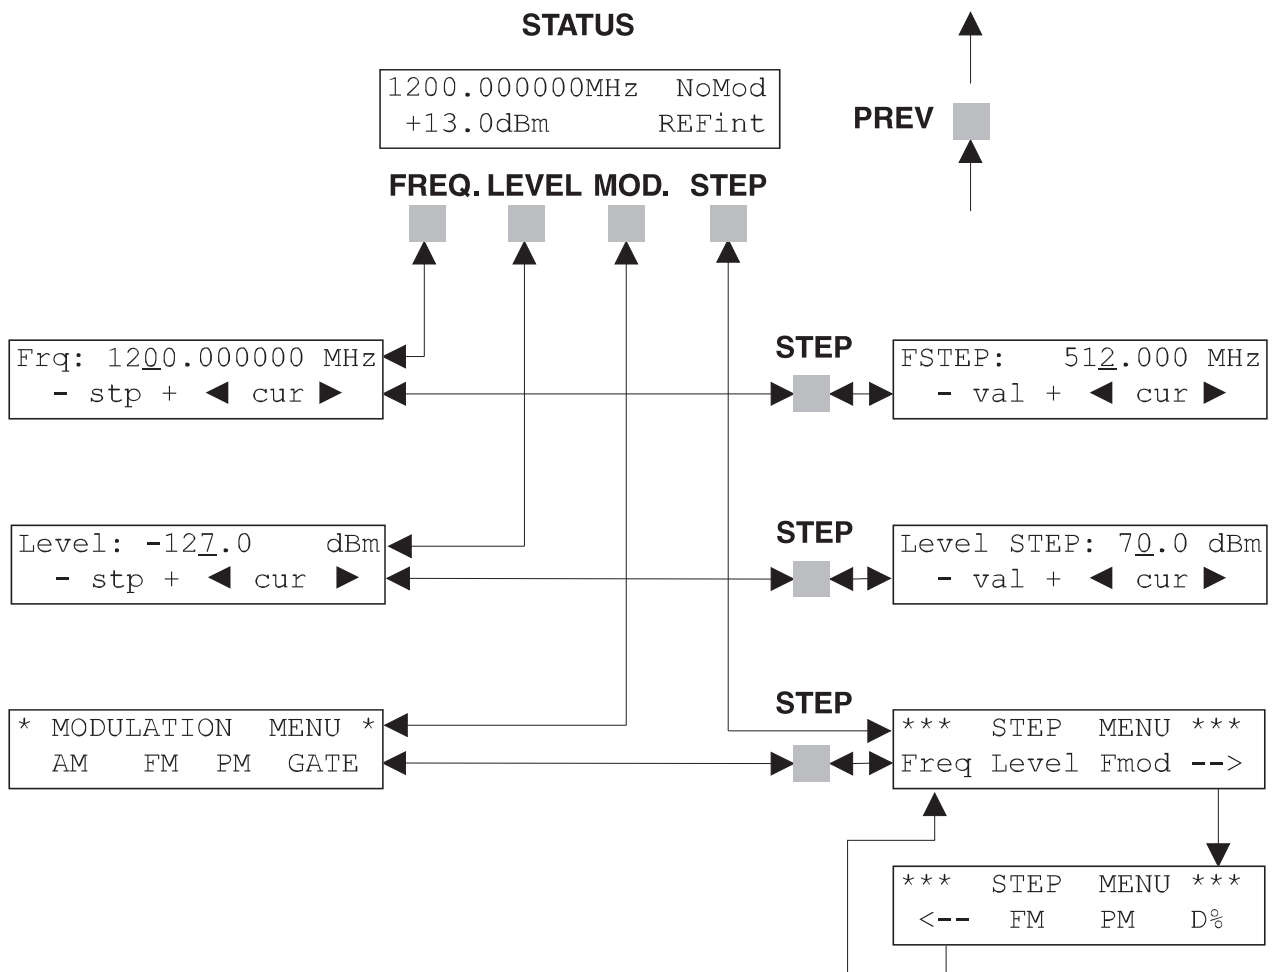 STATUS
1200.000000MHz NoMod
+13.0dBm REFint
PREV
FREQ. LEVEL MOD. STEP
Frq: 1200.000000 MHz
- stp + ◀ cur ▶
STEP
FSTEP: 512.000 MHz
- val + ◀ cur ▶
Level: -127.0 dBm
- stp + ◀ cur ▶
STEP
Level STEP: 70.0 dBm
- val + ◀ cur ▶
* MODULATION MENU *
AM FM PM GATE
STEP
*** STEP MENU ***
Freq Level Fmod -->
*** STEP MENU ***
<-- FM PM D%